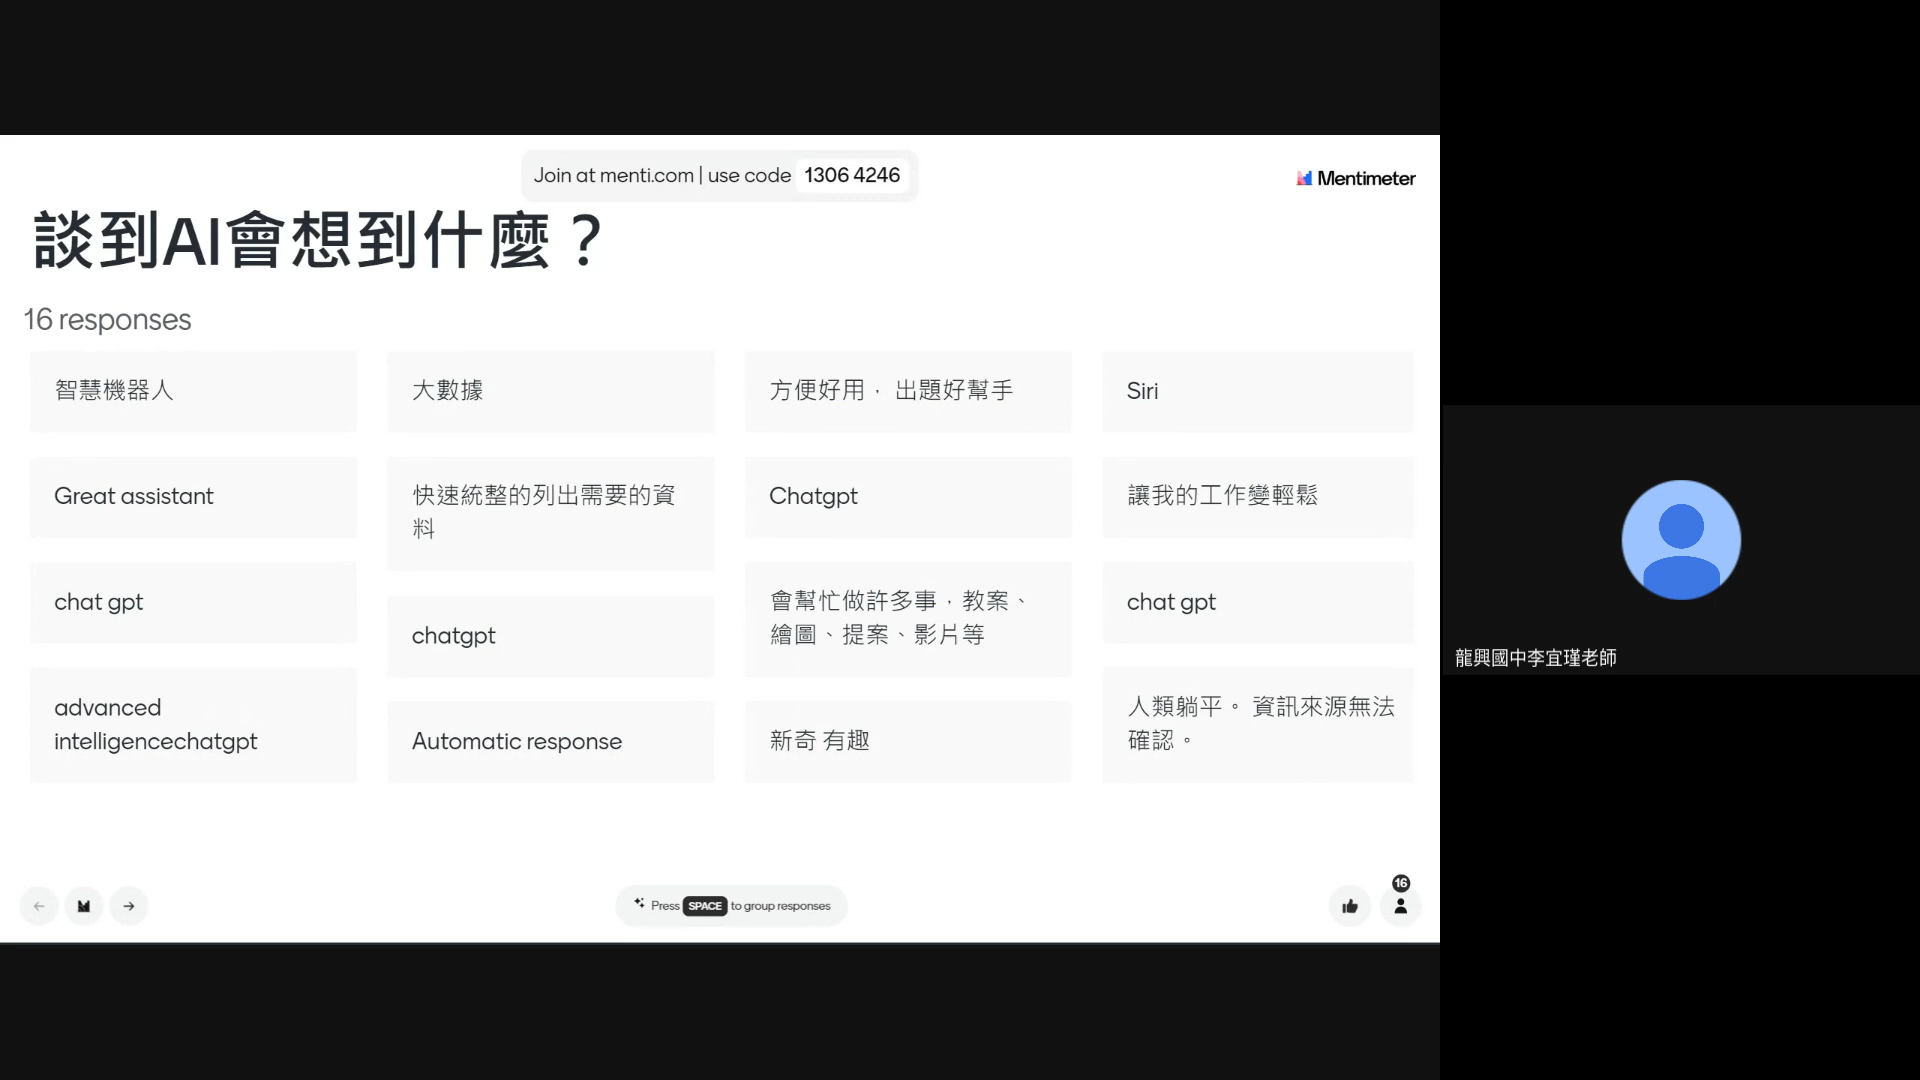 Join at menti.com | use code 1306 4246
Mentimeter
談到AI會想到什麼？
16 responses
智慧機器人
大數據
方便好用， 出題好幫手
Siri
Great assistant
快速統整的列出需要的資
料
Chatgpt
讓我的工作變輕鬆
chat gpt
chatgpt
會幫忙做許多事，教案、
繪圖、提案、影片等
chat gpt
advanced
intelligencechatgpt
Automatic response
新奇 有趣
人類躺平。 資訊來源無法
確認。
Press SPACE to group responses
16
龍興國中李宜瑾老師